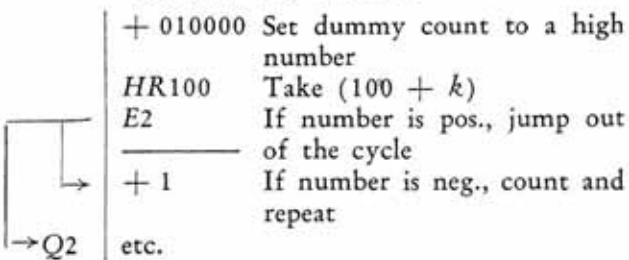 + 010000 Set dummy count to a high
number
HR100 Take (100 + k)
E2 If number is pos., jump out
of the cycle
+ 1 If number is neg., count and
repeat
→Q2 etc.